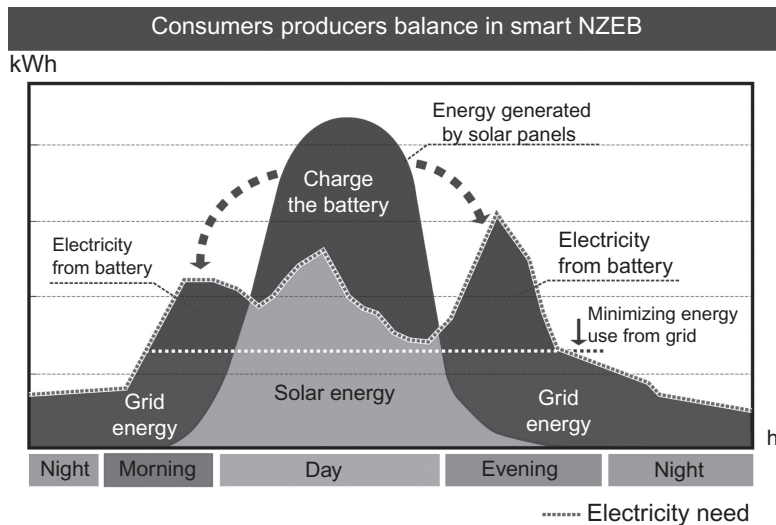 Consumers producers balance in smart NZEB
kWh
Energy generated
by solar panels
Charge
the battery
Electricity
from battery
Electricity
from battery
Minimizing energy
use from grid
Solar energy
Grid
energy
Grid
energy
h
Night
Morning
Day
Evening
Night
Electricity need